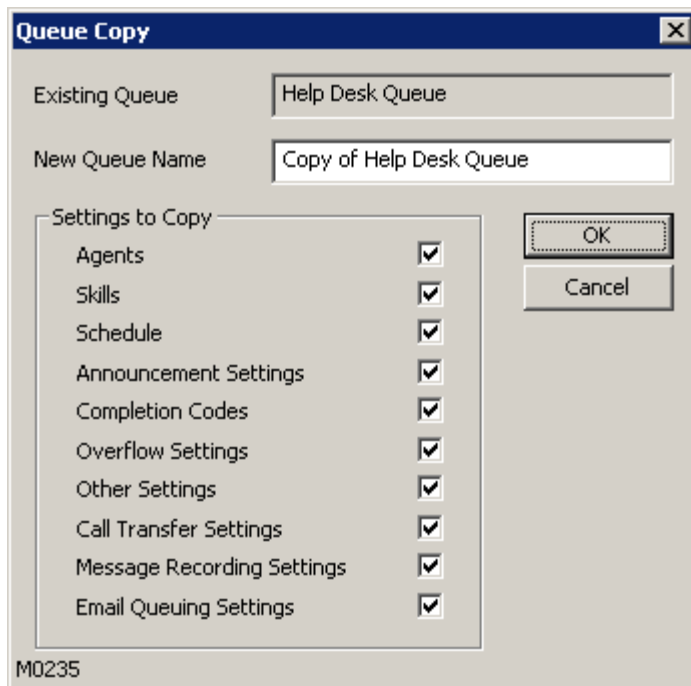 Queue Copy
Existing Queue Help Desk Queue
New Queue Name Copy of Help Desk Queue
Settings to Copy
OK
Agents
Cancel
Skills
Schedule
Announcement Settings
Completion Codes
Overflow Settings
Other Settings
Call Transfer Settings
Message Recording Settings
Email Queuing Settings
M0235